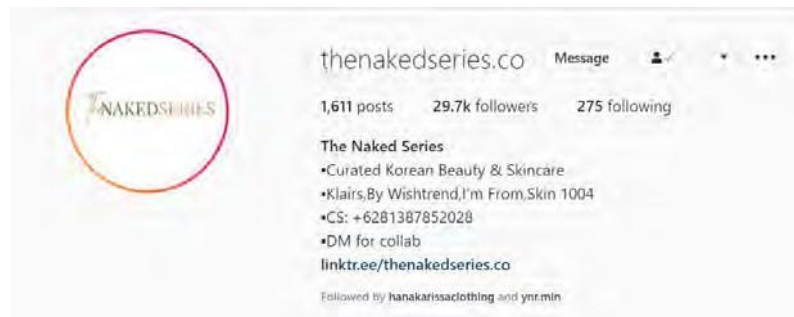 NAKEDSERIES
thenakedseries.co Message
1,611 posts 29.7k followers 275 following
The Naked Series
▪Curated Korean Beauty & Skincare
▪Klairs,By Wishtrend,I'm From,Skin 1004
▪CS: +6281387852028
▪DM for collab
linktr.ee/thenakedseries.co
Followed by hanakarissaclothing and ynr.min